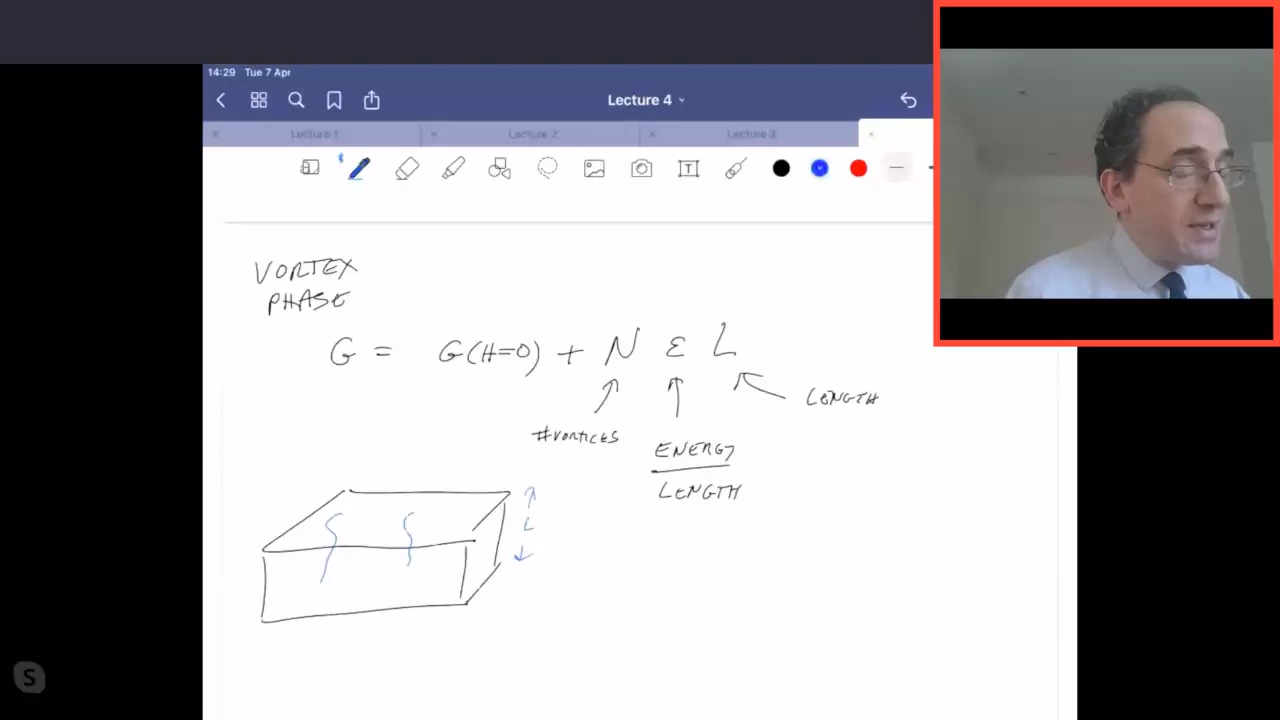 14:29 Tue 7 Apr
Lecture 4
Lecture 1 Lecture 2 Lecture 3
T
VORTEX
PHASE
G = G(H=0) + N ε L
LENGTH
#VORTICES
ENERGY
LENGTH
L
S